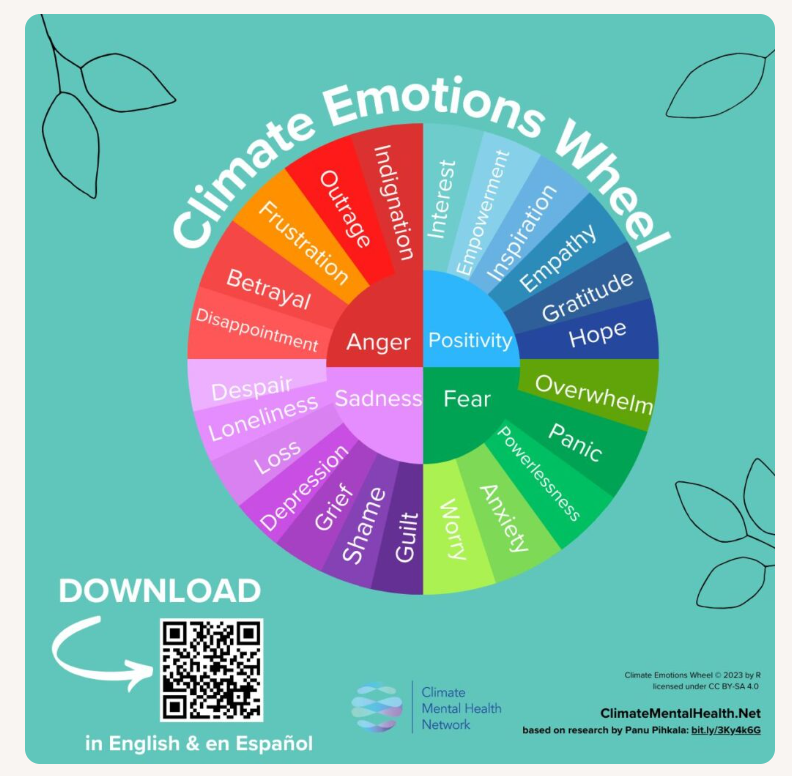 Climate Emotions Wheel
Indignation
Outrage
Frustration
Betrayal
Disappointment
Anger
Interest
Empowerment
Inspiration
Empathy
Gratitude
Hope
Positivity
Despair
Loneliness
Loss
Depression
Grief
Shame
Guilt
Sadness
Overwhelm
Panic
Powerlessness
Anxiety
Worry
Fear
DOWNLOAD
in English & en Español
Climate
Mental Health
Network
Climate Emotions Wheel © 2023 by R
licensed under CC BY-SA 4.0
ClimateMentalHealth.Net
based on research by Panu Pihkala: bit.ly/3Ky4k6G